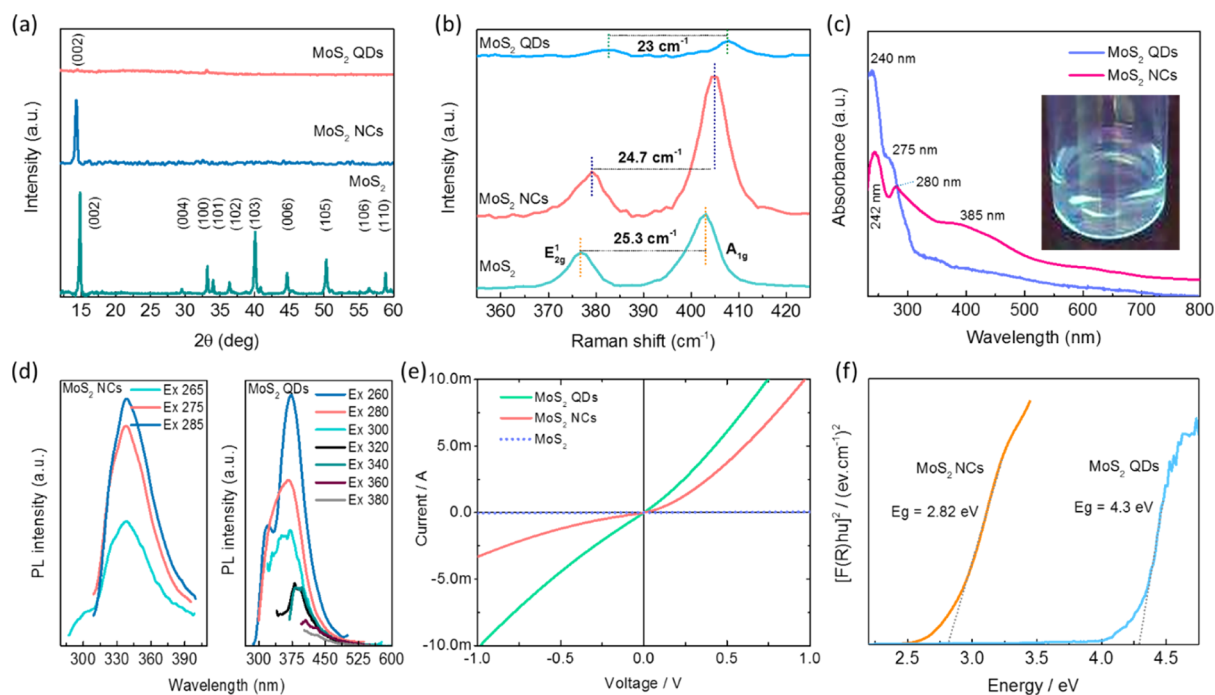 (a)
(002)
MoS₂ QDs
MoS₂ NCs
MoS₂
(002)
(004)
(100)
(101)
(102)
(103)
(006)
(105)
(106)
(110)
Intensity (a.u.)
15 20 25 30 35 40 45 50 55 60
2θ (deg)
(b)
MoS₂ QDs
23 cm⁻¹
24.7 cm⁻¹
MoS₂ NCs
25.3 cm⁻¹
E¹₂g
A₁g
MoS₂
Intensity (a.u.)
360 370 380 390 400 410 420
Raman shift (cm⁻¹)
(c)
MoS₂ QDs
MoS₂ NCs
240 nm
275 nm
280 nm
242 nm
385 nm
Absorbance (a.u.)
300 400 500 600 700 800
Wavelength (nm)
(d)
MoS₂ NCs
Ex 265
Ex 275
Ex 285
PL intensity (a.u.)
300 330 360 390
MoS₂ QDs
Ex 260
Ex 280
Ex 300
Ex 320
Ex 340
Ex 360
Ex 380
PL intensity (a.u.)
300 375 450 525 600
Wavelength (nm)
(e)
10.0m
5.0m
0.0
-5.0m
-10.0m
MoS₂ QDs
MoS₂ NCs
MoS₂
Current / A
-1.0 -0.5 0.0 0.5 1.0
Voltage / V
(f)
MoS₂ NCs
Eg = 2.82 eV
MoS₂ QDs
Eg = 4.3 eV
[F(R)hυ]² / (ev.cm⁻¹)²
2.5 3.0 3.5 4.0 4.5
Energy / eV